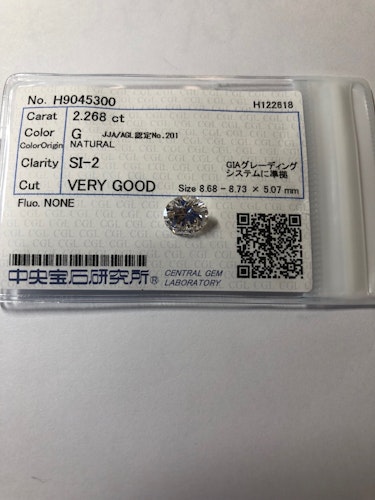 No. H9045300 H122618
Carat 2.268 ct
Color G JJA/AGL認定No.201
ColorOrigin NATURAL
Clarity SI-2 GIAグレーディング
システムに準拠
Cut VERY GOOD Size 8.68 - 8.73 × 5.07 mm
Fluo. NONE
中央宝石研究所® CENTRAL GEM
LABORATORY